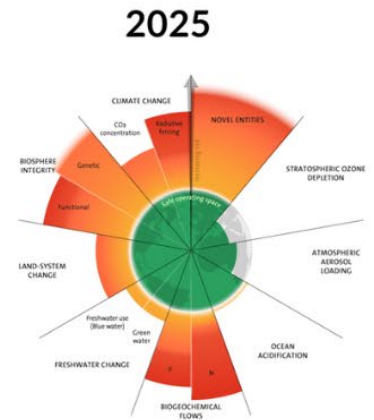 2025
CLIMATE CHANGE
CO₂
concentration
Radiative
forcing
NOVEL ENTITIES
BIOSPHERE
INTEGRITY
Genetic
Functional
STRATOSPHERIC OZONE
DEPLETION
Safe operating space
LAND-SYSTEM
CHANGE
ATMOSPHERIC
AEROSOL
LOADING
Freshwater use
(Blue water)
Green
water
FRESHWATER CHANGE
OCEAN
ACIDIFICATION
P
N
BIOGEOCHEMICAL
FLOWS